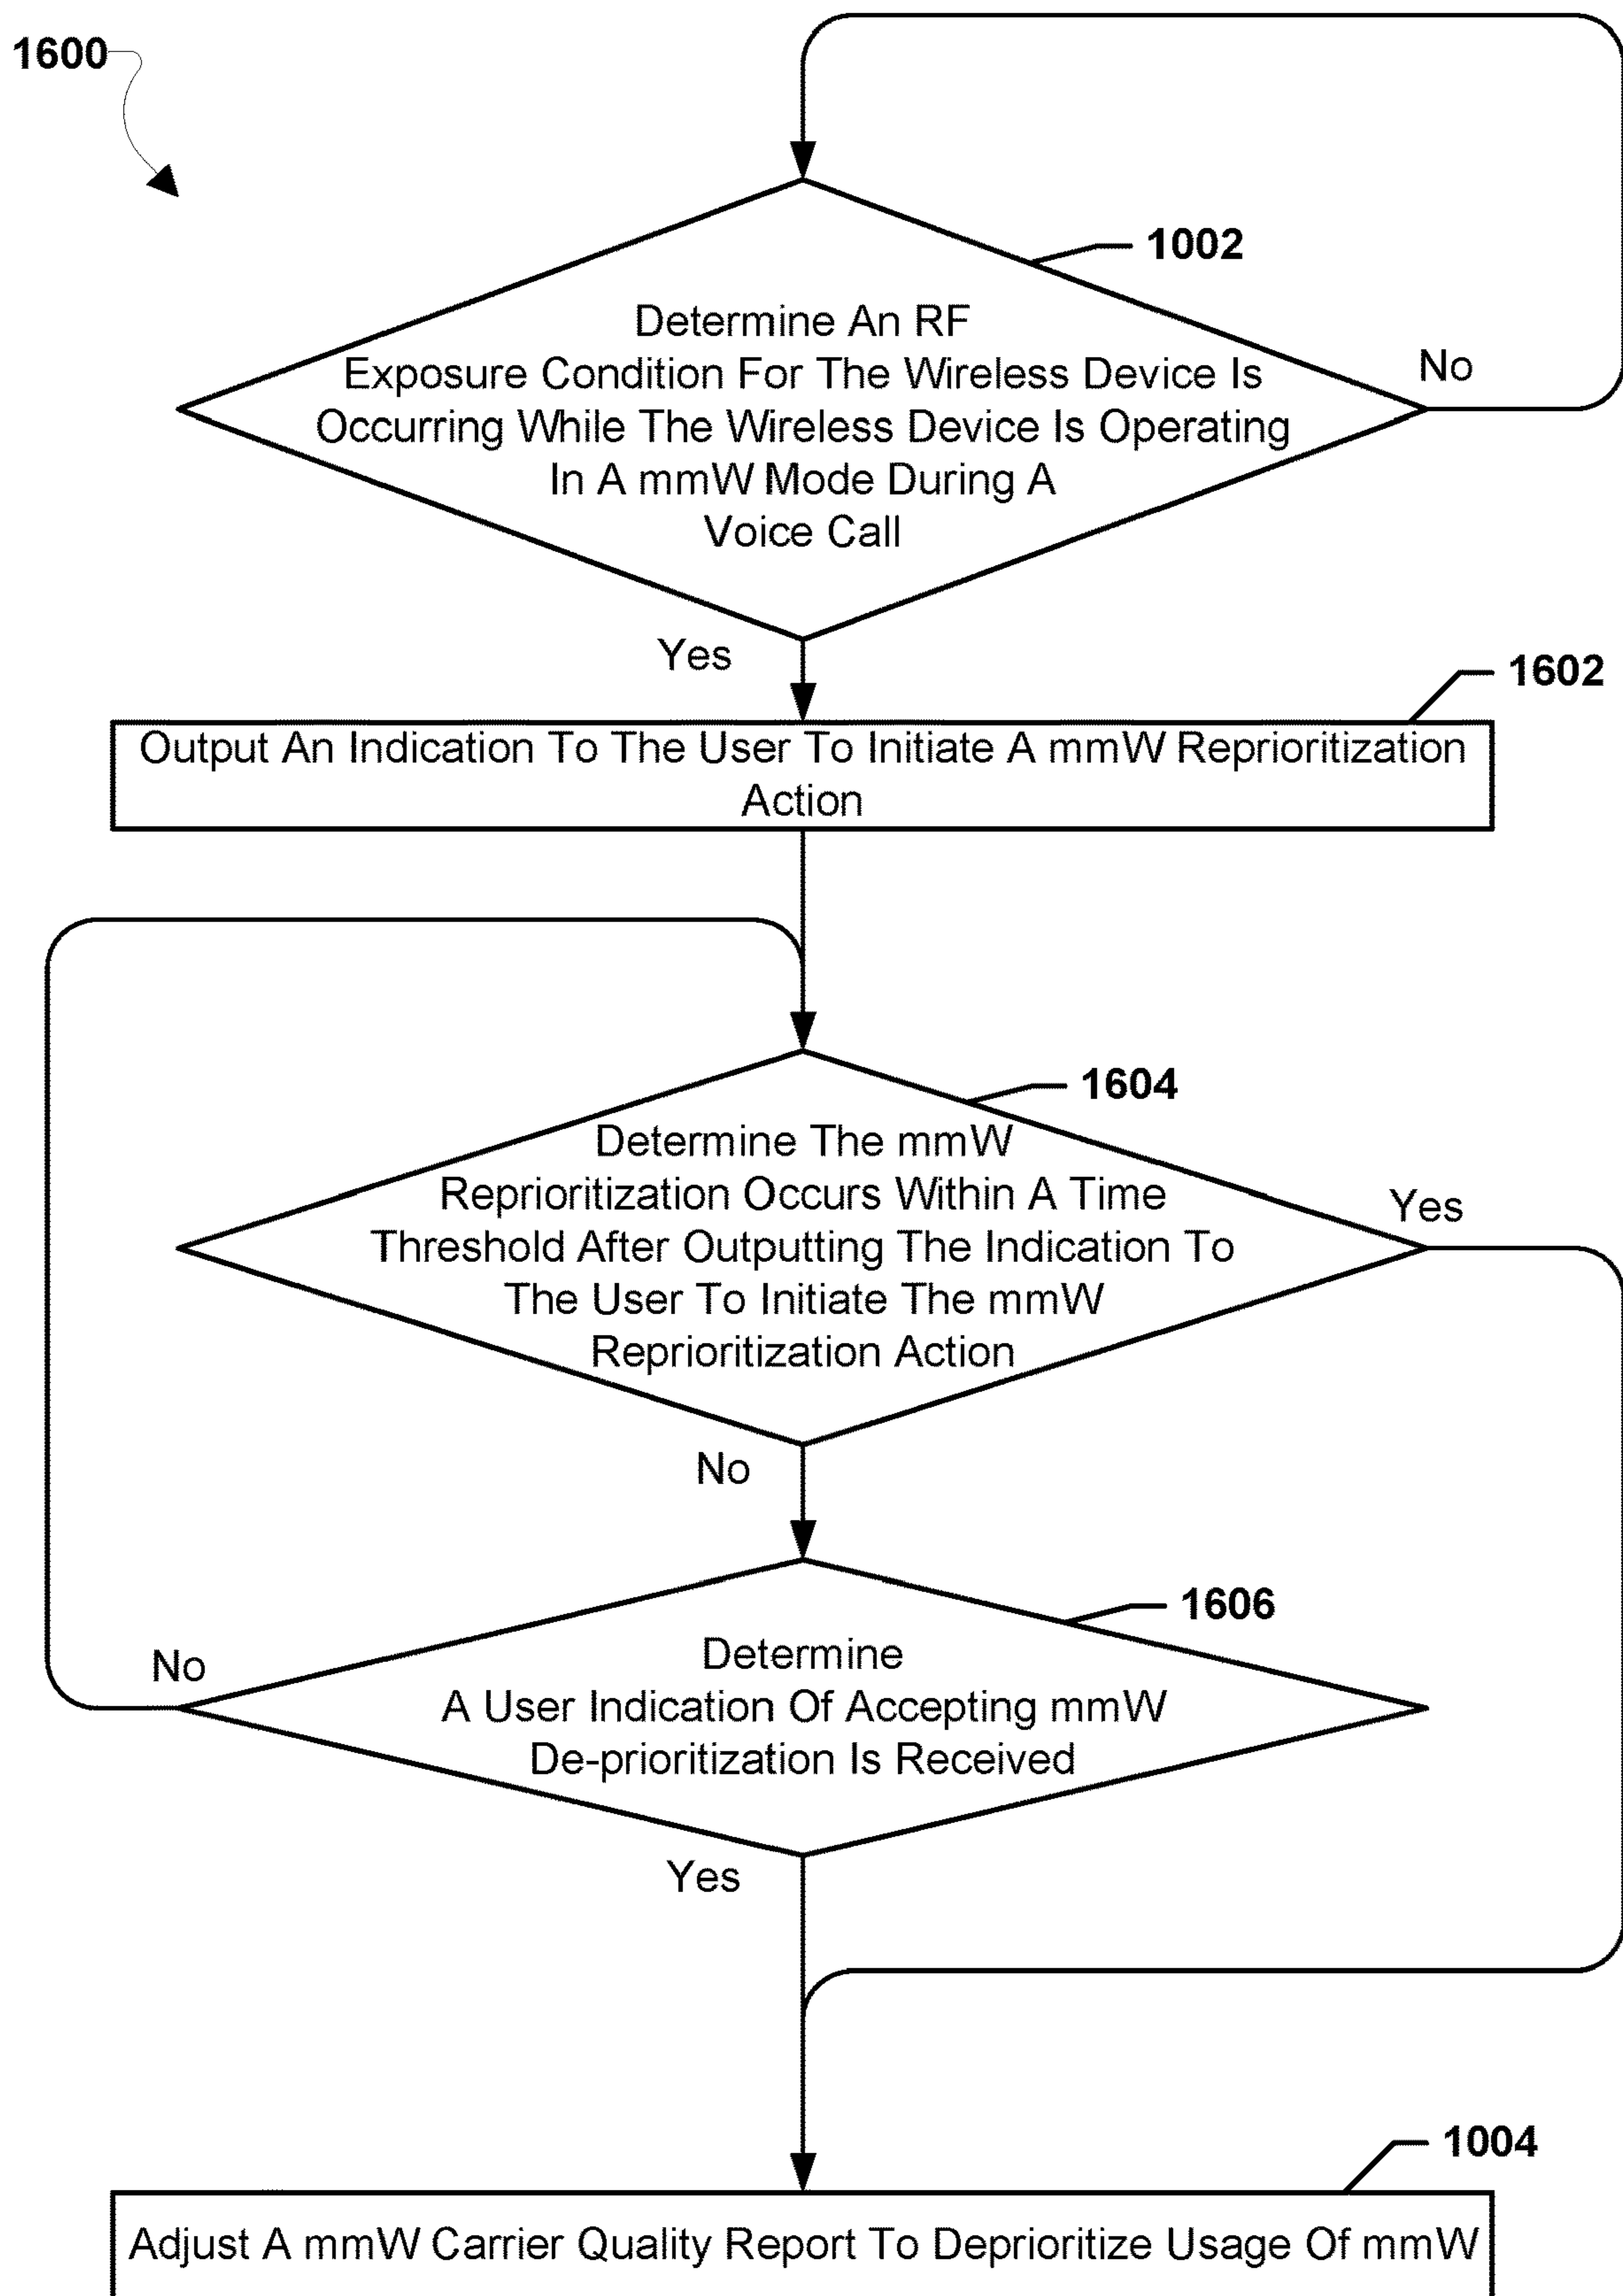 1600
1002
Determine An RF
Exposure Condition For The Wireless Device Is
Occurring While The Wireless Device Is Operating
In A mmW Mode During A
Voice Call
No
Yes
1602
Output An Indication To The User To Initiate A mmW Reprioritization
Action
1604
Determine The mmW
Reprioritization Occurs Within A Time
Threshold After Outputting The Indication To
The User To Initiate The mmW
Reprioritization Action
Yes
No
1606
Determine
A User Indication Of Accepting mmW
De-prioritization Is Received
No
Yes
1004
Adjust A mmW Carrier Quality Report To Deprioritize Usage Of mmW